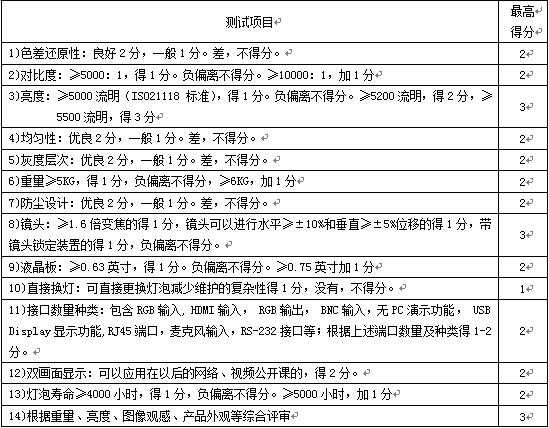 测试项目
最高
得分
1)色差还原性：良好2分，一般1分。差，不得分。
2
2)对比度：≥5000：1，得1分。负偏离不得分。≥10000：1，加1分
2
3)亮度：≥5000流明（ISO21118 标准），得1分。负偏离不得分。≥5200流明，得2分，≥
5500流明，得3分
3
4)均匀性：优良2分，一般1分。差，不得分。
2
5)灰度层次：优良2分，一般1分。差，不得分。
2
6)重量≥5KG，得1分，负偏离不得分，≥6KG，加1分
2
7)防尘设计：优良2分，一般1分。差，不得分。
2
8)镜头：≥1.6倍变焦的得1分，镜头可以进行水平≥±10%和垂直≥±5%位移的得1分，带
镜头锁定装置的得1分，负偏离不得分。
3
9)液晶板：≥0.63英寸，得1分。负偏离不得分。≥0.75英寸加1分
2
10)直接换灯：可直接更换灯泡减少维护的复杂性得1分，没有，不得分。
1
11)接口数量种类：包含RGB输入，HDMI输入， RGB输出， BNC输入，无PC演示功能， USB
Display显示功能，RJ45端口，麦克风输入，RS-232接口等；根据上述端口数量及种类得1-2
分。
2
12)双画面显示：可以应用在以后的网络、视频公开课的，得2分。
2
13)灯泡寿命≥4000小时，得1分，负偏离不得分。≥5000小时，加1分
2
14)根据重量、亮度、图像观感、产品外观等综合评审
3